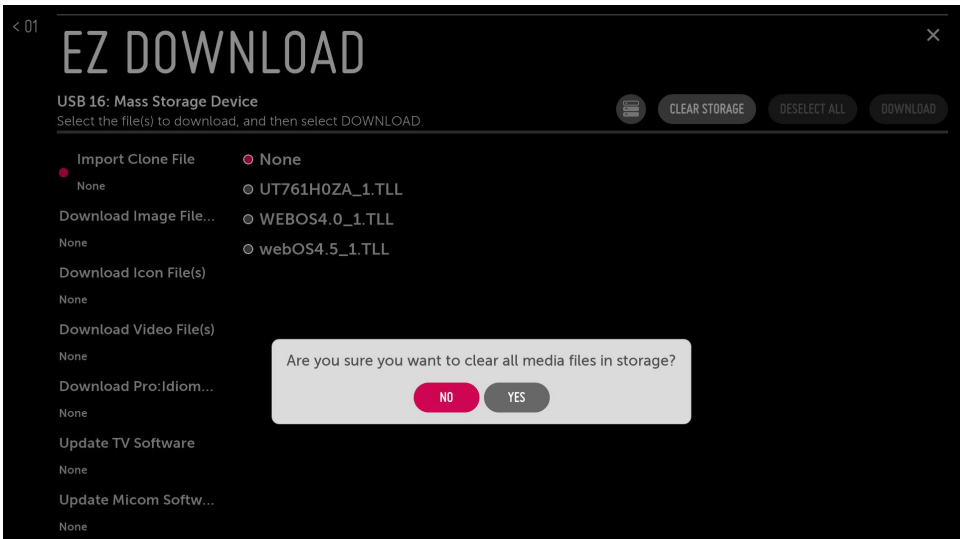 < 01
EZ DOWNLOAD
USB 16: Mass Storage Device
Select the file(s) to download, and then select DOWNLOAD.
CLEAR STORAGE
DESELECT ALL
DOWNLOAD
Import Clone File
None
Download Image File...
None
Download Icon File(s)
None
Download Video File(s)
None
Download Pro:Idiom...
None
Update TV Software
None
Update Micom Softw...
None
None
UT761H0ZA_1.TLL
WEBOS4.0_1.TLL
webOS4.5_1.TLL
Are you sure you want to clear all media files in storage?
NO
YES